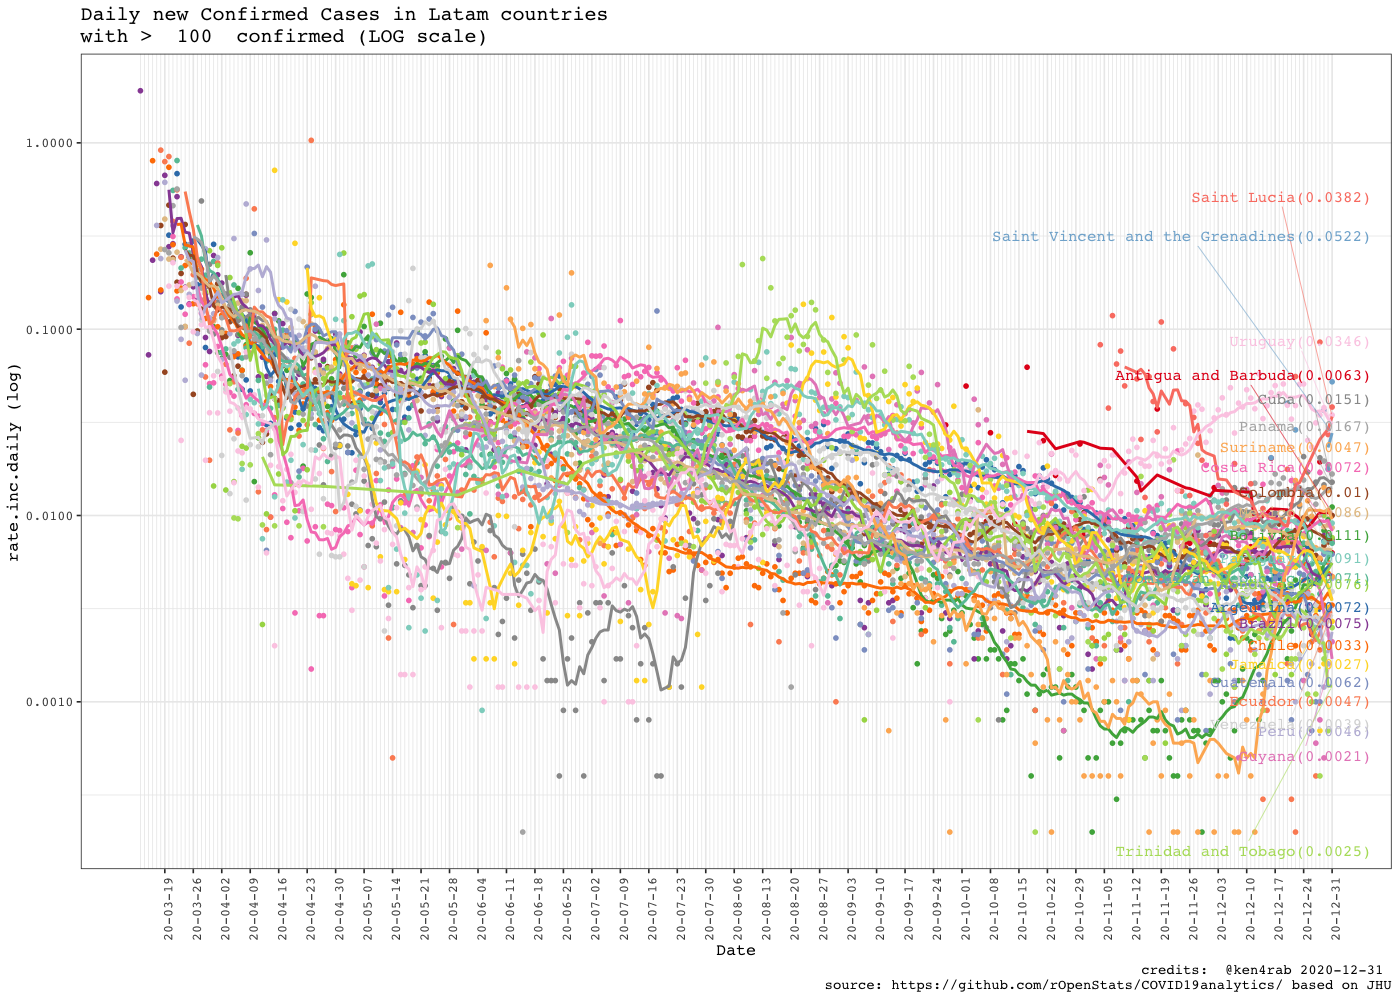 Daily new Confirmed Cases in Latam countries
with >  100  confirmed (LOG scale)
rate.inc.daily (log)
1.0000
0.1000
0.0100
0.0010
Saint Lucia(0.0382)
Saint Vincent and the Grenadines(0.0522)
Uruguay(0.0346)
Antigua and Barbuda(0.0063)
Cuba(0.0151)
Panama(0.0167)
Suriname(0.0047)
Costa Rica(0.0072)
Colombia(0.01)
Argentina(0.0072)
Brazil(0.0075)
Chile(0.0033)
Jamaica(0.0027)
Guatemala(0.0062)
Ecuador(0.0047)
Venezuela(0.0039)
Peru(0.0046)
Guyana(0.0021)
Trinidad and Tobago(0.0025)
20-03-19
20-03-26
20-04-02
20-04-09
20-04-16
20-04-23
20-04-30
20-05-07
20-05-14
20-05-21
20-05-28
20-06-04
20-06-11
20-06-18
20-06-25
20-07-02
20-07-09
20-07-16
20-07-23
20-07-30
20-08-06
20-08-13
20-08-20
20-08-27
20-09-03
20-09-10
20-09-17
20-09-24
20-10-01
20-10-08
20-10-15
20-10-22
20-10-29
20-11-05
20-11-12
20-11-19
20-11-26
20-12-03
20-12-10
20-12-17
20-12-24
20-12-31
Date
credits:  @ken4rab 2020-12-31
source: https://github.com/rOpenStats/COVID19analytics/ based on JHU